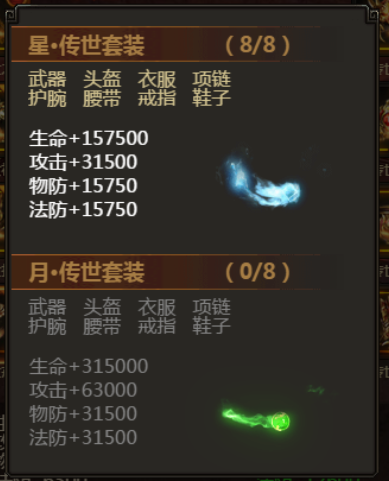 星·传世套装 (8/8)
武器 头盔 衣服 项链
护腕 腰带 戒指 鞋子
生命+157500
攻击+31500
物防+15750
法防+15750
月·传世套装 (0/8)
武器 头盔 衣服 项链
护腕 腰带 戒指 鞋子
生命+315000
攻击+63000
物防+31500
法防+31500